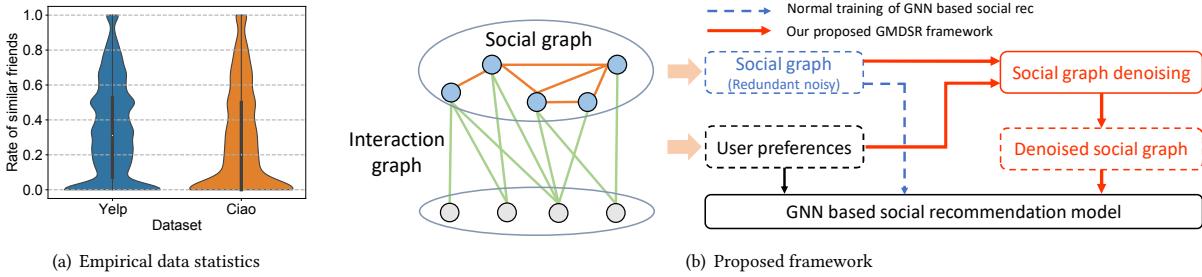 Rate of similar friends
1.0
0.8
0.6
0.4
0.2
0.0
Yelp
Ciao
Dataset
(a) Empirical data statistics
Social graph
Interaction
graph
Normal training of GNN based social rec
Our proposed GMDSR framework
Social graph
(Redundant noisy)
Social graph denoising
User preferences
Denoised social graph
GNN based social recommendation model
(b) Proposed framework